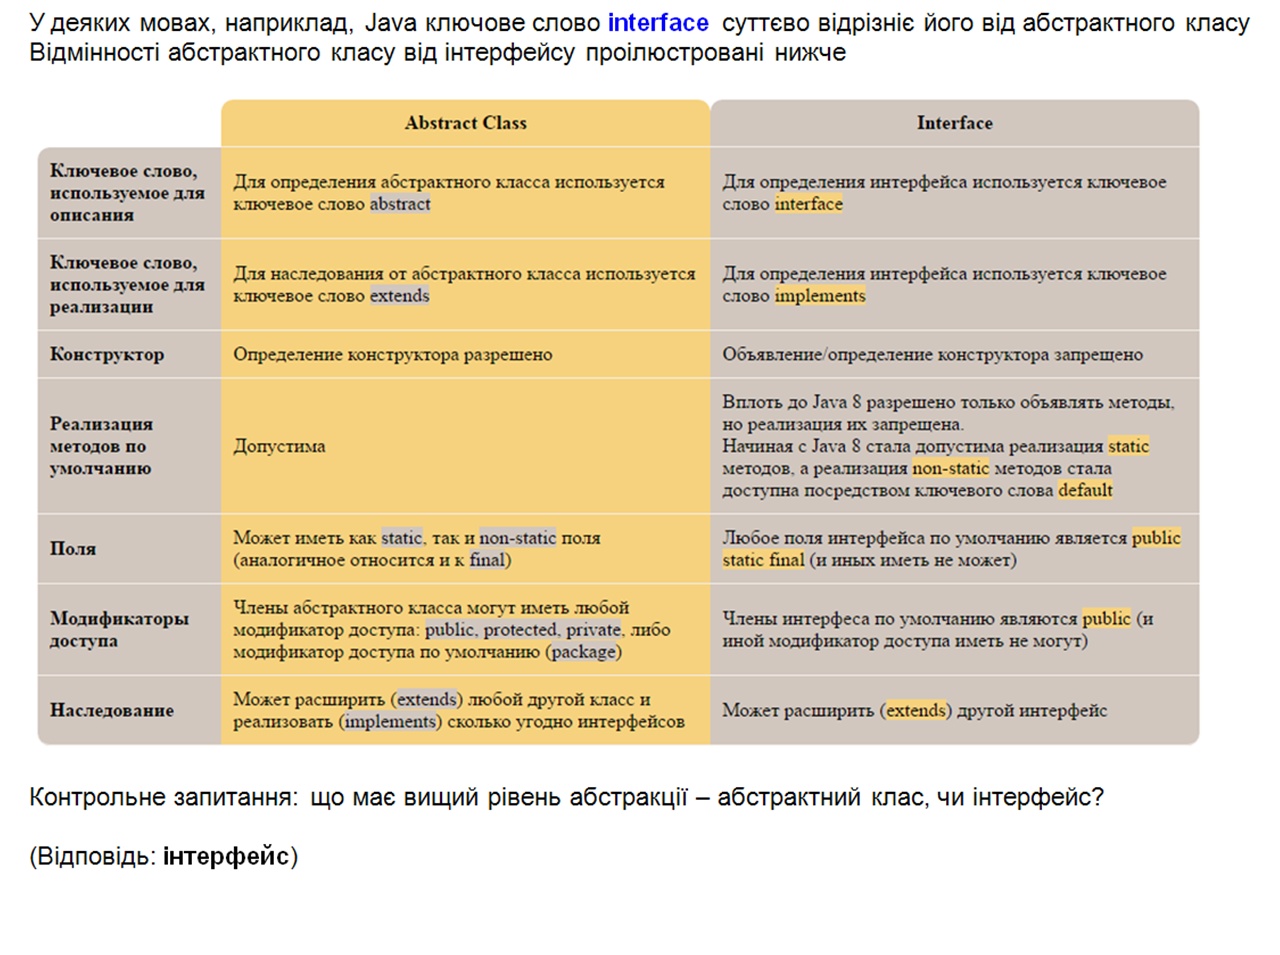 У деяких мовах, наприклад, Java ключове слово interface суттєво відрізніє його від абстрактного класу
Відмінності абстрактного класу від інтерфейсу проілюстровані нижче
Abstract Class
Interface
Ключевое слово,
используемое для
описания
Для определения абстрактного класса используется
ключевое слово abstract
Для определения интерфейса используется ключевое
слово interface
Ключевое слово,
используемое для
реализации
Для наследования от абстрактного класса используется
ключевое слово extends
Для определения интерфейса используется ключевое
слово implements
Конструктор
Определение конструктора разрешено
Объявление/определение конструктора запрещено
Реализация
методов по
умолчанию
Допустима
Вплоть до Java 8 разрешено только объявлять методы,
но реализация их запрещена.
Начиная с Java 8 стала допустима реализация static
методов, а реализация non-static методов стала
доступна посредством ключевого слова default
Поля
Может иметь как static, так и non-static поля
(аналогичное относится и к final)
Любое поля интерфейса по умолчанию является public
static final (и иных иметь не может)
Модификаторы
доступа
Члены абстрактного класса могут иметь любой
модификатор доступа: public, protected, private, либо
модификатор доступа по умолчанию (package)
Члены интерфеса по умолчанию являются public (и
иной модификатор доступа иметь не могут)
Наследование
Может расширить (extends) любой другой класс и
реализовать (implements) сколько угодно интерфейсов
Может расширить (extends) другой интерфейс
Контрольне запитання: що має вищий рівень абстракції – абстрактний клас, чи інтерфейс?
(Відповідь: інтерфейс)